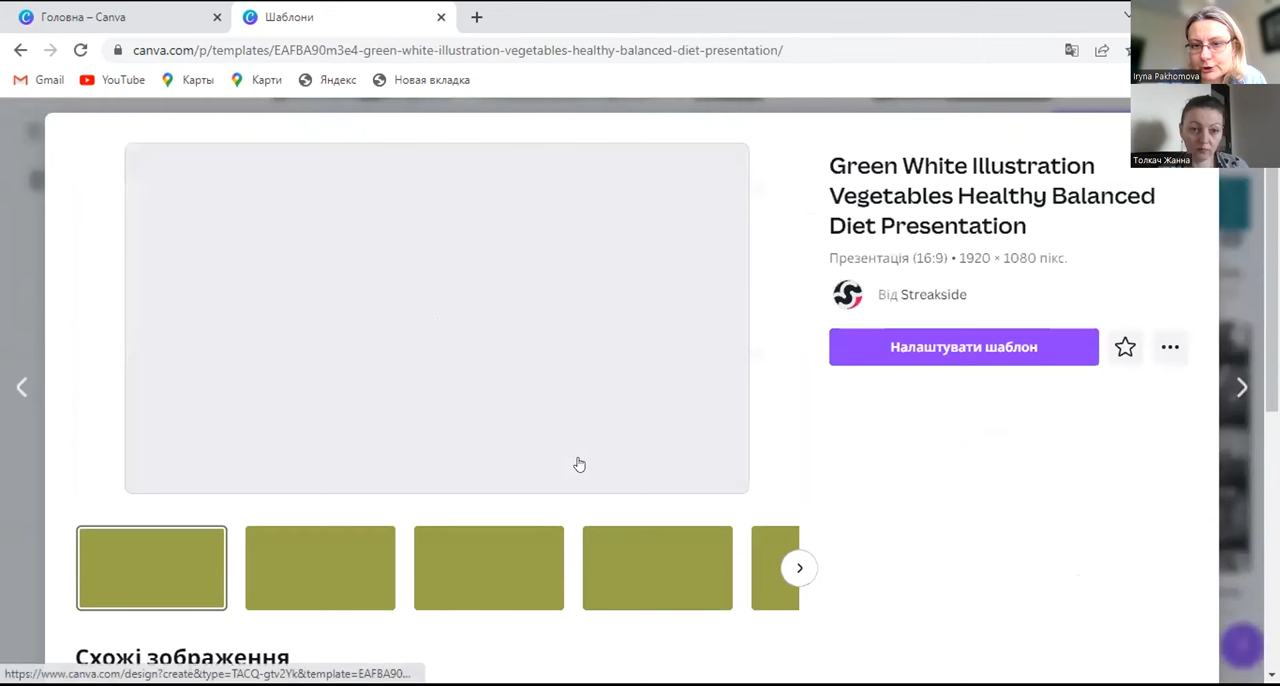 Головна – Canva
Шаблони
canva.com/p/templates/EAFBA90m3e4-green-white-illustration-vegetables-healthy-balanced-diet-presentation/
Gmail
YouTube
Карты
Карти
Яндекс
Новая вкладка
Iryna Pakhomova
Толкач Жанна
Green White Illustration
Vegetables Healthy Balanced
Diet Presentation
Презентація (16:9) • 1920 × 1080 пікс.
Від Streakside
Налаштувати шаблон
Схожі зображення
https://www.canva.com/design?create&type=TACQ-gtv2Yk&template=EAFBA90...